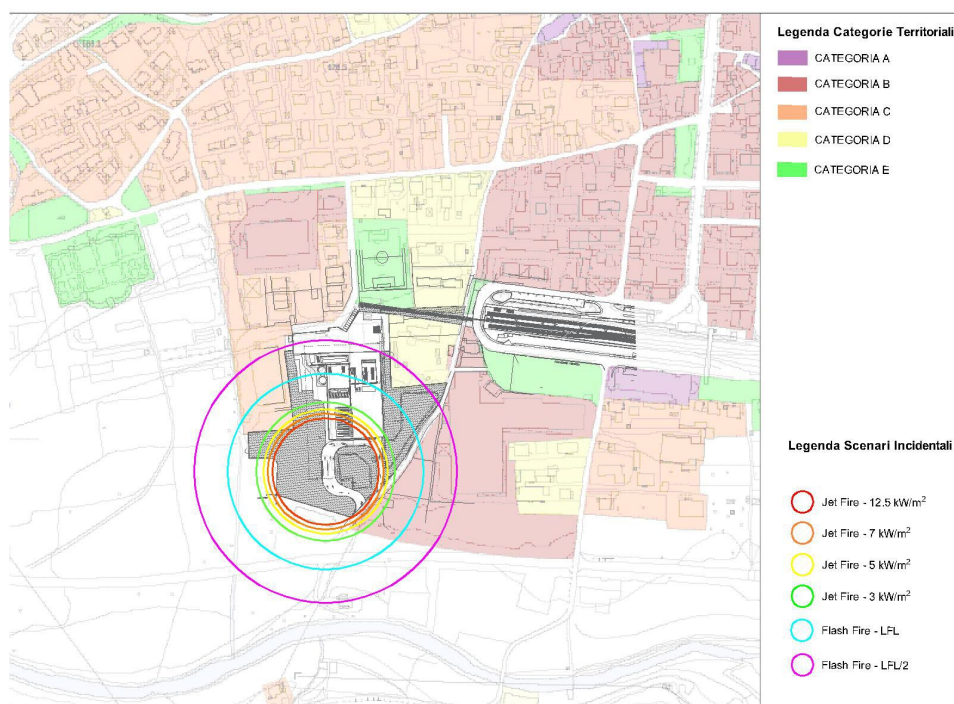 Legenda Categorie Territoriali
CATEGORIA A
CATEGORIA B
CATEGORIA C
CATEGORIA D
CATEGORIA E
Legenda Scenari Incidentali
Jet Fire - 12.5 kW/m²
Jet Fire - 7 kW/m²
Jet Fire - 5 kW/m²
Jet Fire - 3 kW/m²
Flash Fire - LFL
Flash Fire - LFL/2